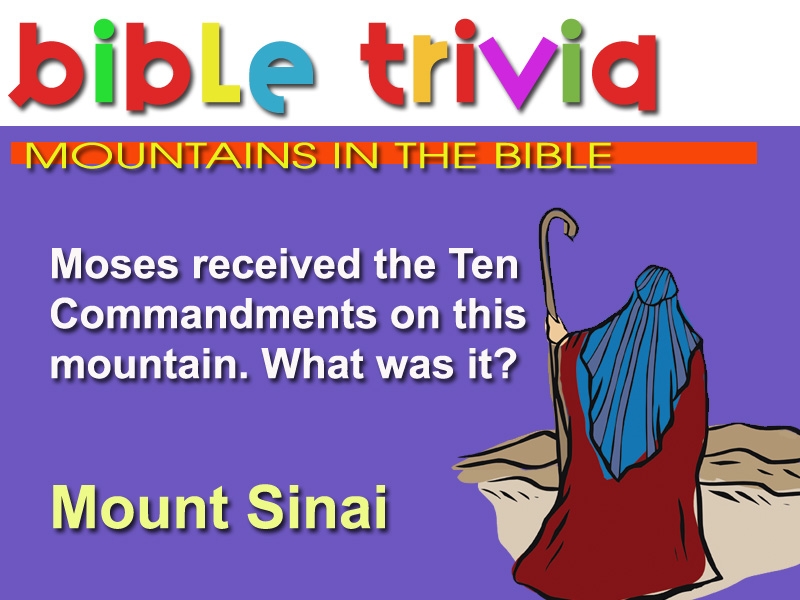 bible trivia
MOUNTAINS IN THE BIBLE
Moses received the Ten
Commandments on this
mountain. What was it?
Mount Sinai